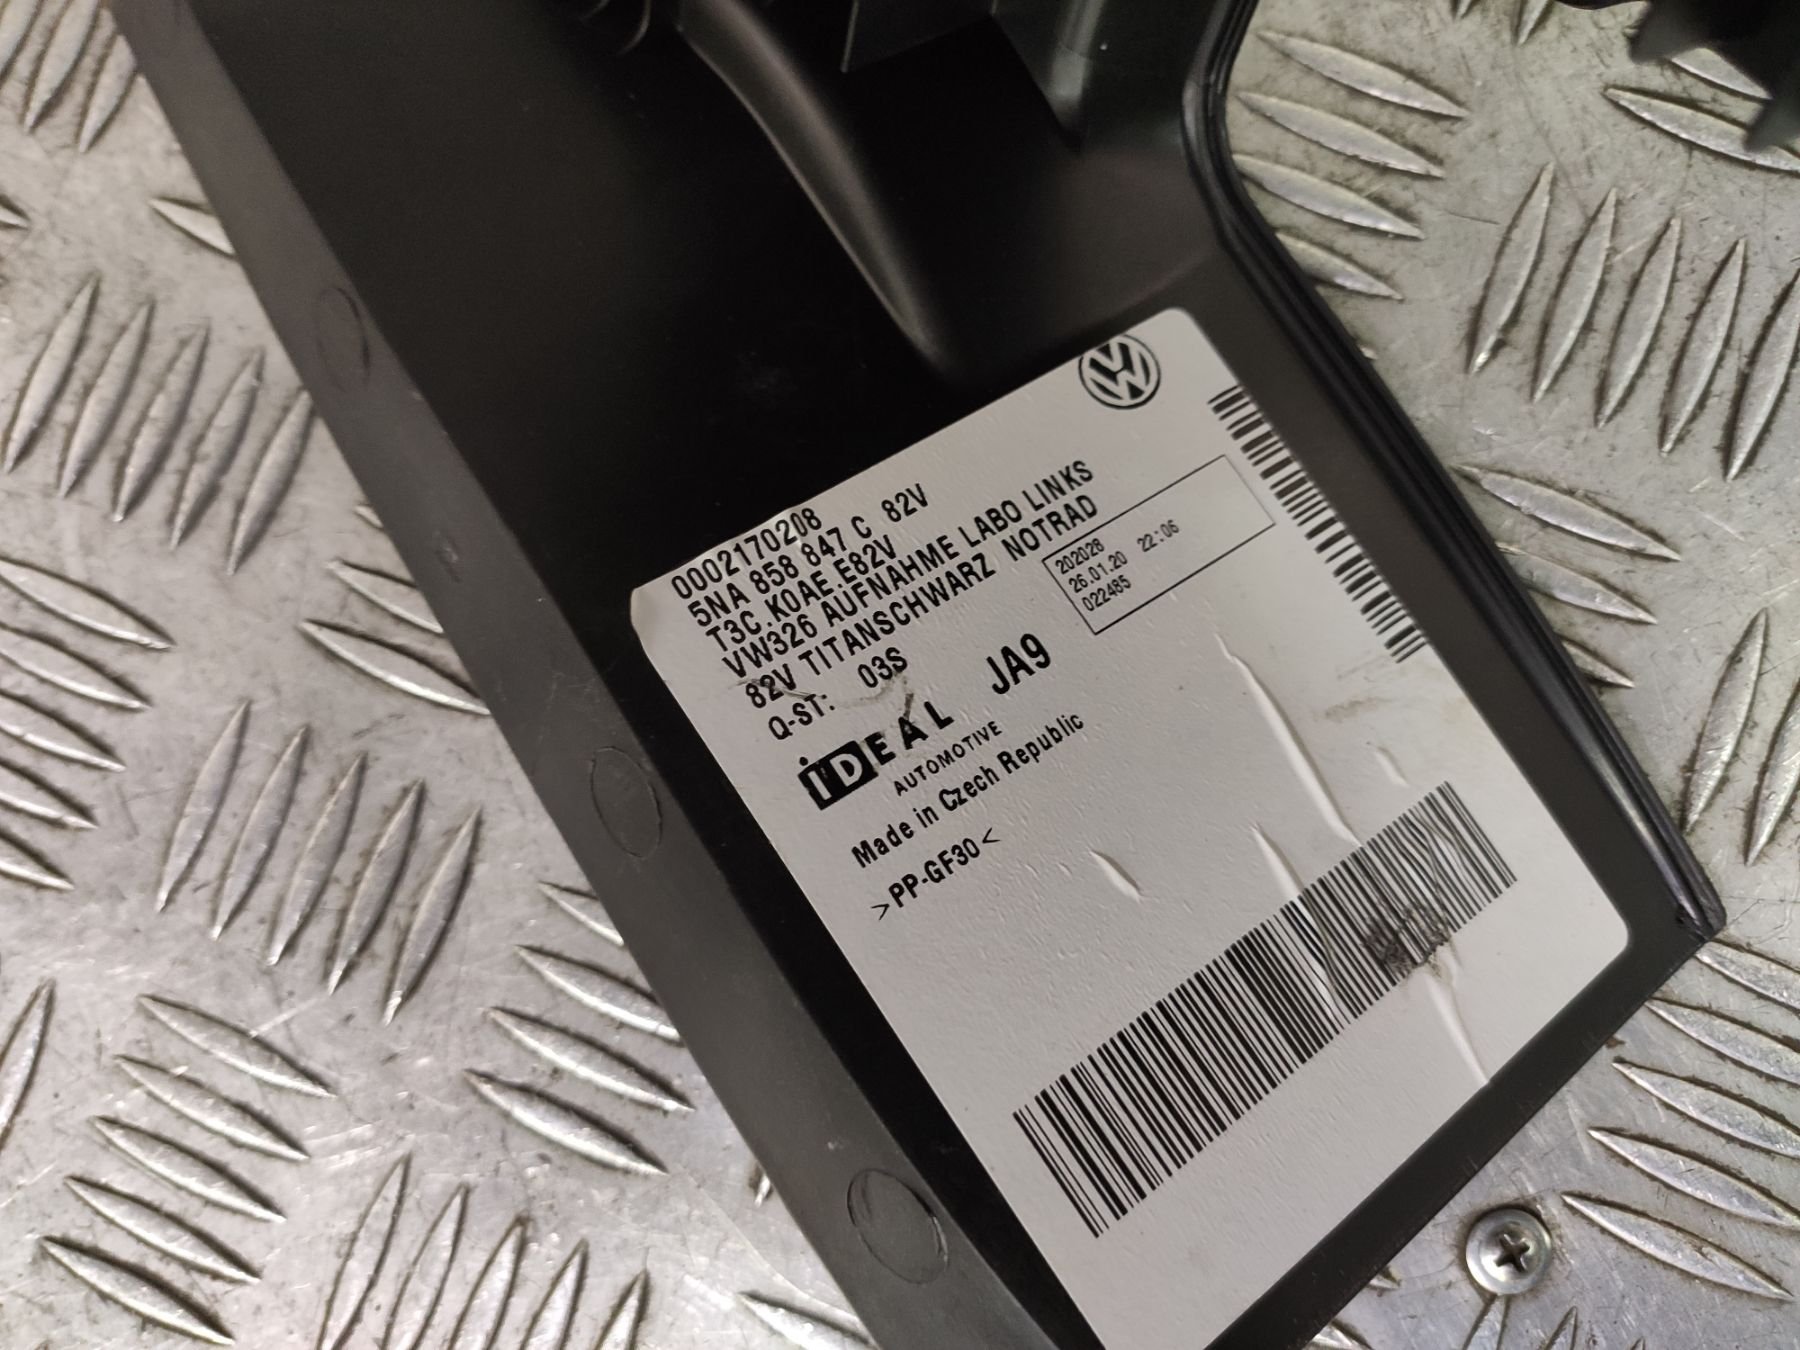 0002170208
5NA 858 847 C 82V
T3C.K0AE.E82V
VW326 AUFNAHME LABO LINKS
82V TITANSCHWARZ NOTRAD
Q-ST: 03S
202028
26.01.20 22:06
022485
iDEAL JA9
AUTOMOTIVE
Made in Czech Republic
>PP-GF30<